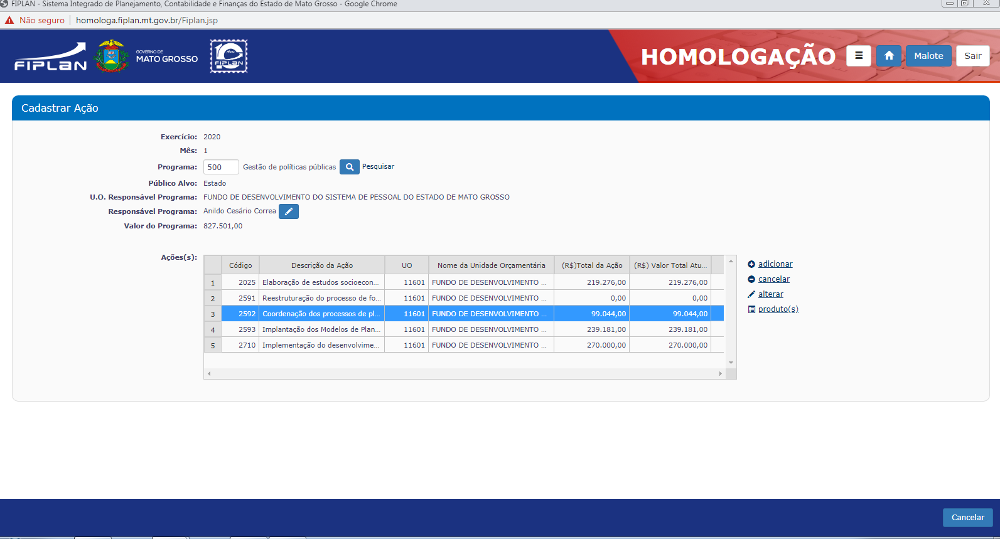 FIPLAN - Sistema Integrado de Planejamento, Contabilidade e Finanças do Estado de Mato Grosso - Google Chrome
Não seguro | homologa.fiplan.mt.gov.br/Fiplan.jsp
FIPLAN
GOVERNO DE
MATO GROSSO
10 Anos
FIPLAN
HOMOLOGAÇÃO
Malote
Sair
Cadastrar Ação
Exercício: 2020
Mês: 1
Programa: 500 Gestão de políticas públicas Pesquisar
Público Alvo: Estado
U.O. Responsável Programa: FUNDO DE DESENVOLVIMENTO DO SISTEMA DE PESSOAL DO ESTADO DE MATO GROSSO
Responsável Programa: Anildo Cesário Correa
Valor do Programa: 827.501,00
Ações(s):
Código Descrição da Ação UO Nome da Unidade Orçamentária (R$)Total da Ação (R$) Valor Total Atu...
1 2025 Elaboração de estudos socioecon... 11601 FUNDO DE DESENVOLVIMENTO ... 219.276,00 219.276,00
2 2591 Reestruturação do processo de fo... 11601 FUNDO DE DESENVOLVIMENTO ... 0,00 0,00
3 2592 Coordenação dos processos de pl... 11601 FUNDO DE DESENVOLVIMENTO ... 99.044,00 99.044,00
4 2593 Implantação dos Modelos de Plan... 11601 FUNDO DE DESENVOLVIMENTO ... 239.181,00 239.181,00
5 2710 Implementação do desenvolvime... 11601 FUNDO DE DESENVOLVIMENTO ... 270.000,00 270.000,00
adicionar
cancelar
alterar
produto(s)
Cancelar